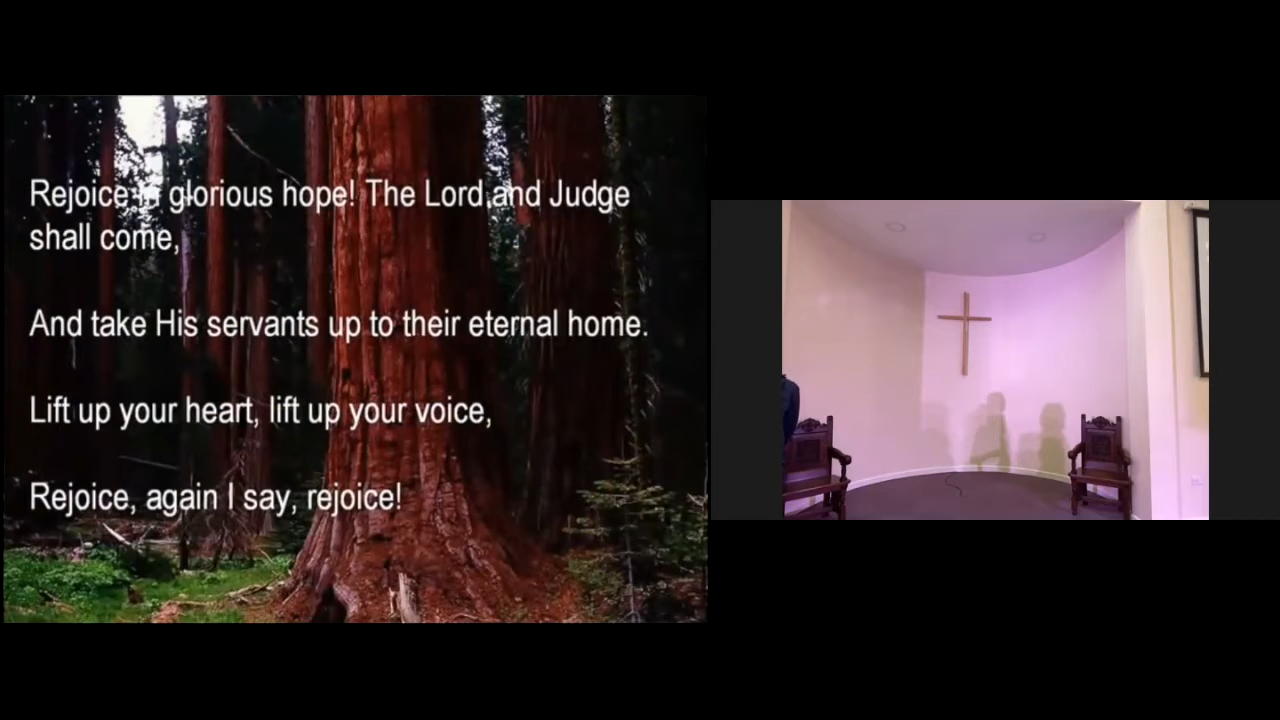 Rejoice in glorious hope! The Lord and Judge
shall come,
And take His servants up to their eternal home.
Lift up your heart, lift up your voice,
Rejoice, again I say, rejoice!